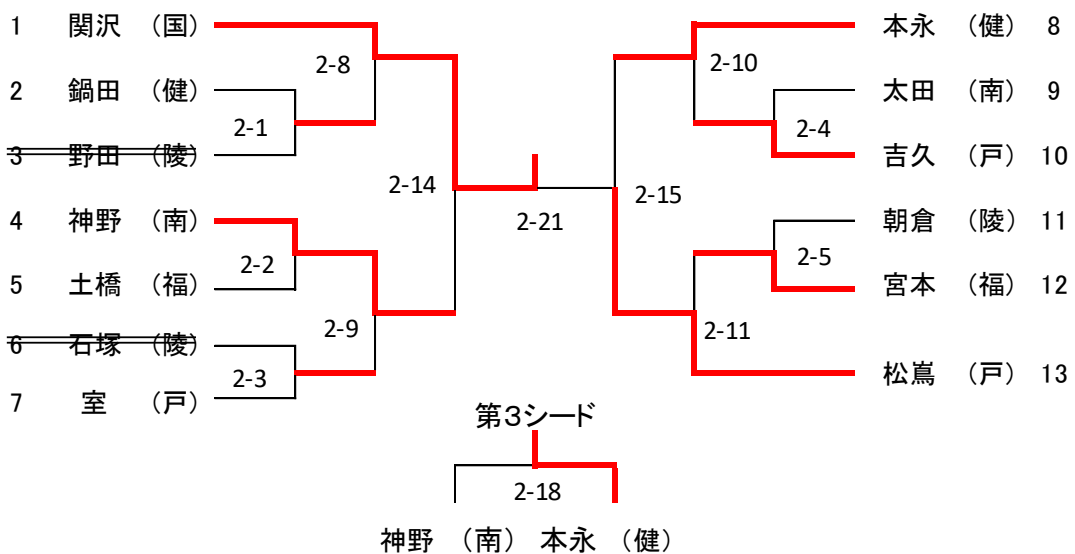 1 関沢 （国）
2 鍋田 （健）
3 野田 （陵）
4 神野 （南）
5 土橋 （福）
6 石塚 （陵）
7 室 （戸）
2-8
2-1
2-14
2-2
2-9
2-3
2-21
2-10
2-4
2-15
2-5
2-11
本永 （健） 8
太田 （南） 9
吉久 （戸） 10
朝倉 （陵） 11
宮本 （福） 12
松嶌 （戸） 13
第3シード
2-18
神野 （南） 本永 （健）